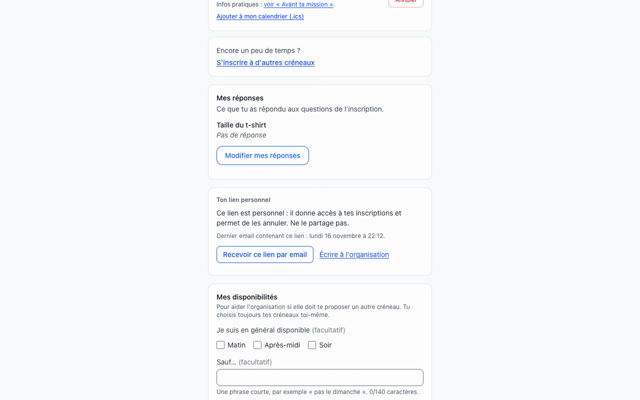 Infos pratiques : voir « Avant ta mission ».
Annuler
Ajouter à mon calendrier (.ics)
Encore un peu de temps ?
S'inscrire à d'autres créneaux
Mes réponses
Ce que tu as répondu aux questions de l'inscription.
Taille du t-shirt
Pas de réponse
Modifier mes réponses
Ton lien personnel
Ce lien est personnel : il donne accès à tes inscriptions et
permet de les annuler. Ne le partage pas.
Dernier email contenant ce lien : lundi 16 novembre à 22:12.
Recevoir ce lien par email Écrire à l'organisation
Mes disponibilités
Pour aider l'organisation si elle doit te proposer un autre créneau. Tu
choisis toujours tes créneaux toi-même.
Je suis en général disponible (facultatif)
Matin Après-midi Soir
Sauf... (facultatif)
Une phrase courte, par exemple « pas le dimanche ». 0/140 caractères.